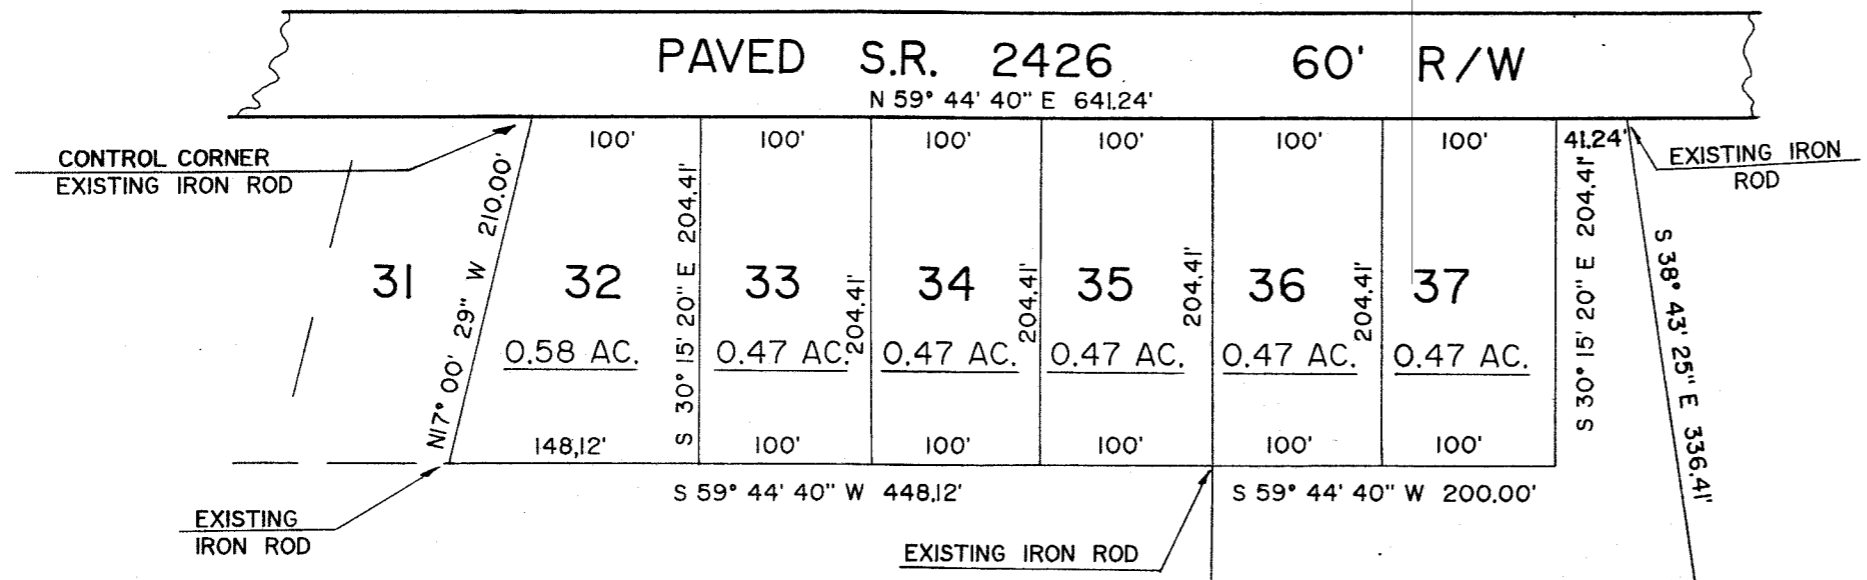 PAVED S.R. 2426 60' R/W
N 59° 44' 40" E 641.24'
100' 100' 100' 100' 100' 100' 41.24'
CONTROL CORNER
EXISTING IRON ROD
EXISTING IRON
ROD
N17° 00' 29" W 210.00'
S 30° 15' 20" E 204.41'
204.41'
204.41'
204.41'
204.41'
S 30° 15' 20" E 204.41'
S 38° 43' 25" E 336.41'
31 32 33 34 35 36 37
0.58 AC. 0.47 AC. 0.47 AC. 0.47 AC. 0.47 AC. 0.47 AC.
148.12' 100' 100' 100' 100' 100'
S 59° 44' 40" W 448.12' S 59° 44' 40" W 200.00'
EXISTING
IRON ROD
EXISTING IRON ROD